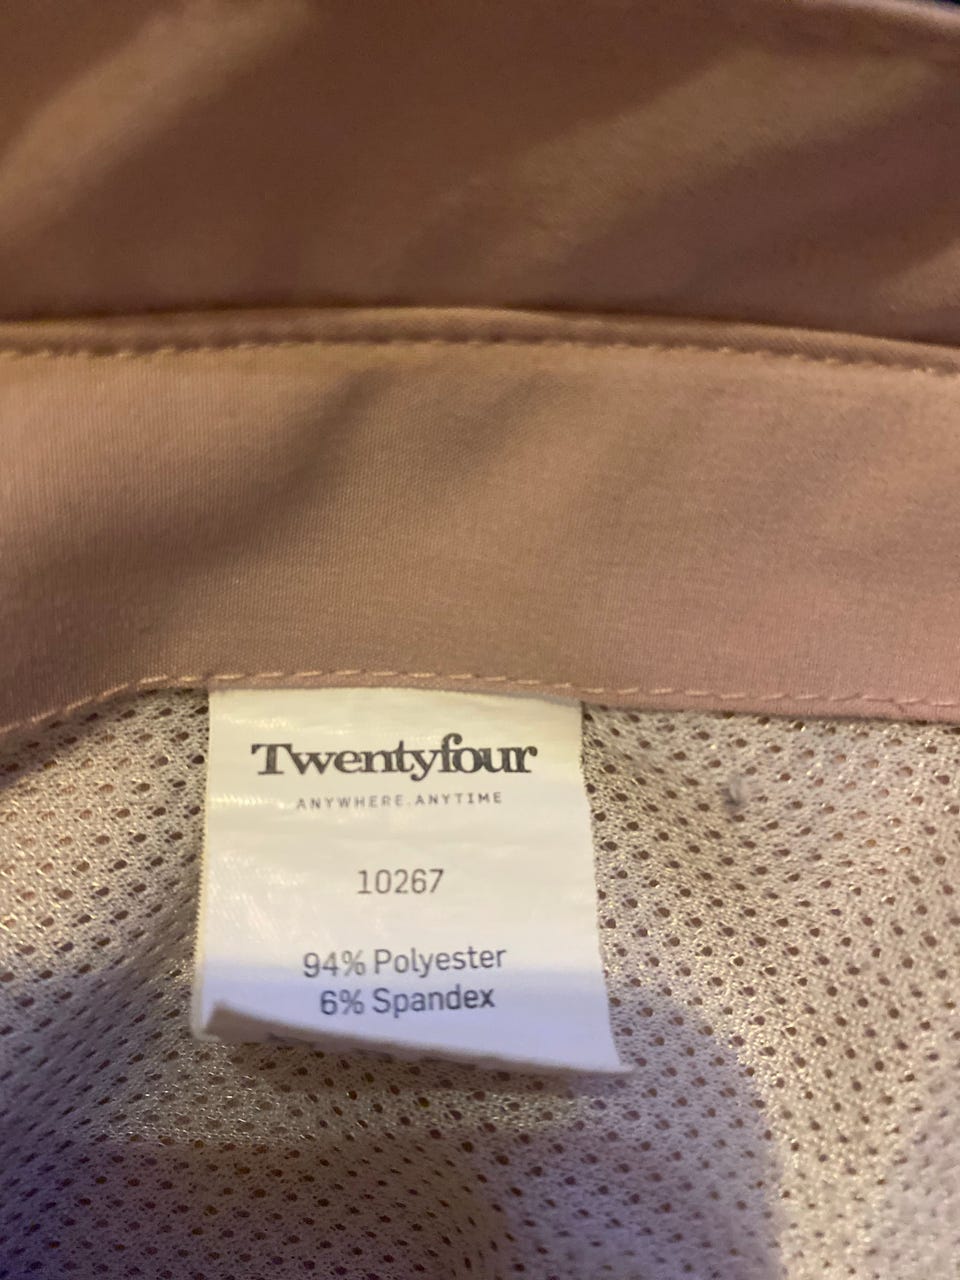 Twentyfour
ANYWHERE.ANYTIME
10267
94% Polyester
6% Spandex